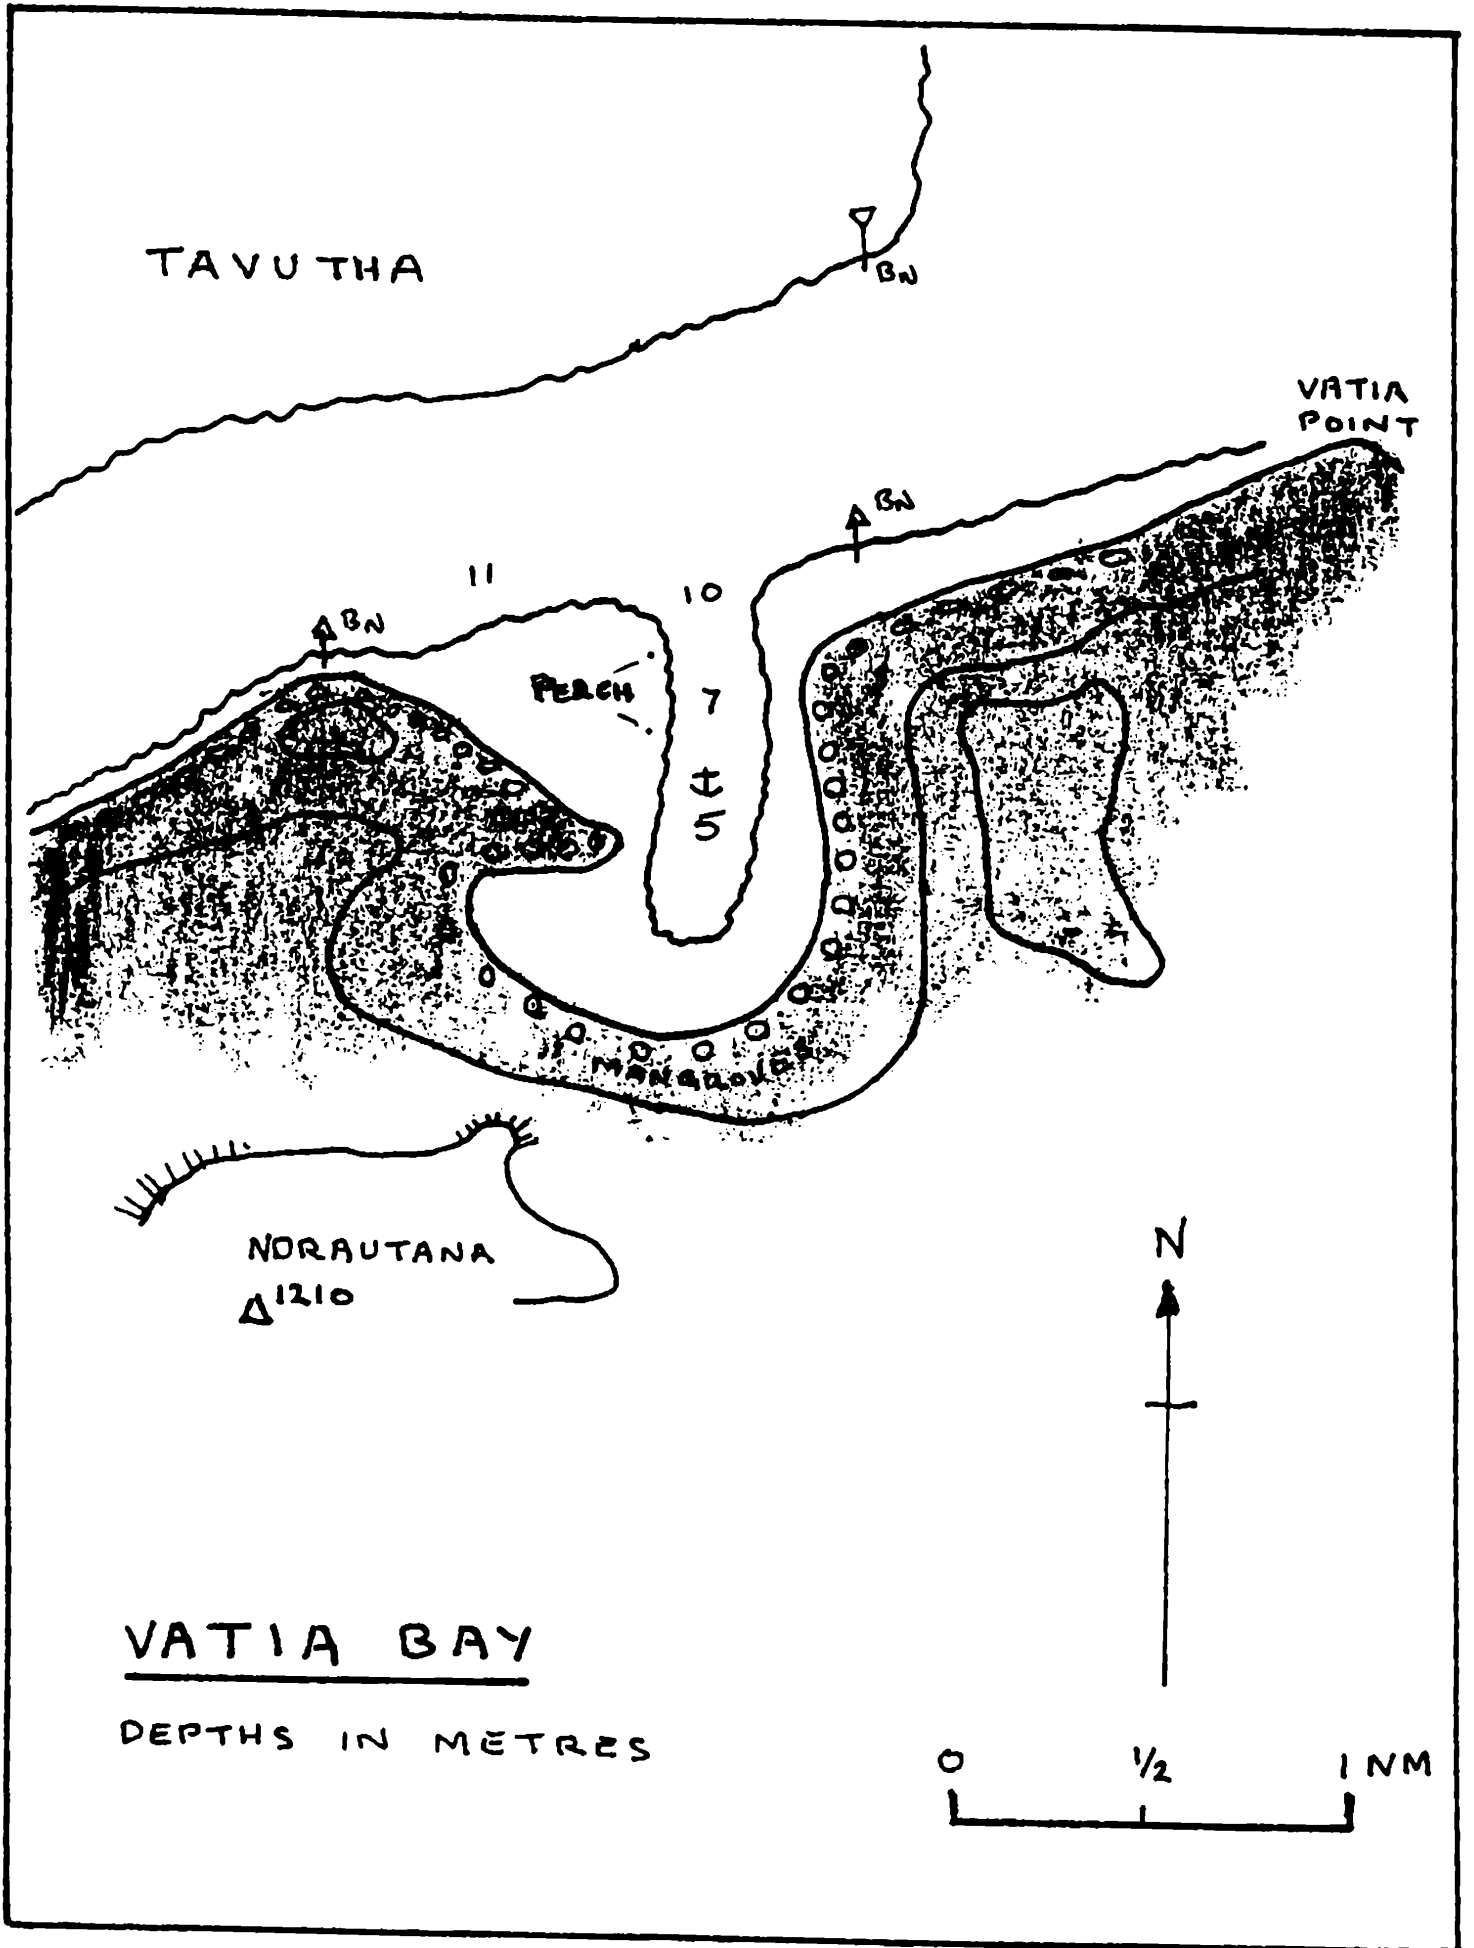 TAVUTHA
BN
VATIA
POINT
BN
11
10
BN
PERCH
7
5
MANGROVES
NORAUTANA
1210
N
VATIA BAY
DEPTHS IN METRES
0 1/2 1 NM